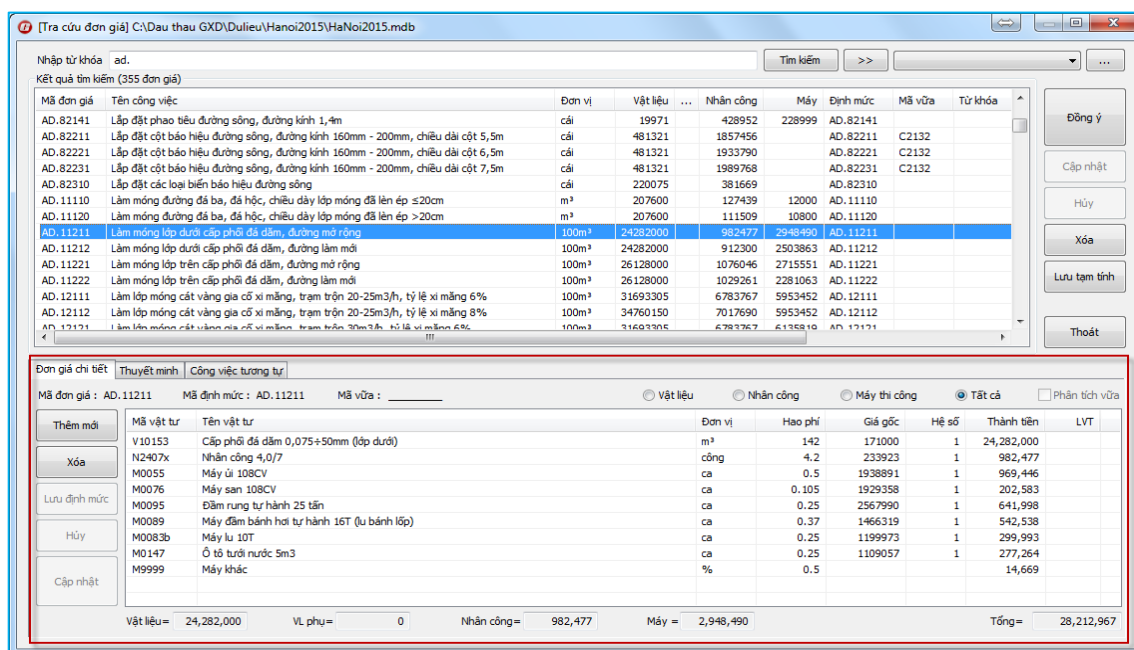 [Tra cứu đơn giá] C:\Dau thau GXD\Dulieu\Hanoi2015\HaNoi2015.mdb
Nhập từ khóa ad. Tìm kiếm >> ...
Kết quả tìm kiếm (355 đơn giá)
Mã đơn giá Tên công việc Đơn vị Vật liệu ... Nhân công Máy Định mức Mã vữa Từ khóa
AD.82141 Lắp đặt phao tiêu đường sông, đường kính 1,4m cái 19971 428952 228999 AD.82141
AD.82211 Lắp đặt cột báo hiệu đường sông, đường kính 160mm - 200mm, chiều dài cột 5,5m cái 481321 1857456 AD.82211 C2132
AD.82221 Lắp đặt cột báo hiệu đường sông, đường kính 160mm - 200mm, chiều dài cột 6,5m cái 481321 1933790 AD.82221 C2132
AD.82231 Lắp đặt cột báo hiệu đường sông, đường kính 160mm - 200mm, chiều dài cột 7,5m cái 481321 1989768 AD.82231 C2132
AD.82310 Lắp đặt các loại biển báo hiệu đường sông cái 220075 381669 AD.82310
AD.11110 Làm móng đường đá ba, đá hộc, chiều dày lớp móng đã lèn ép ≤20cm m³ 207600 127439 12000 AD.11110
AD.11120 Làm móng đường đá ba, đá hộc, chiều dày lớp móng đã lèn ép >20cm m³ 207600 111509 10800 AD.11120
AD.11211 Làm móng lớp dưới cấp phối đá dăm, đường mở rộng 100m³ 24282000 982477 2948490 AD.11211
AD.11212 Làm móng lớp dưới cấp phối đá dăm, đường làm mới 100m³ 24282000 912300 2503863 AD.11212
AD.11221 Làm móng lớp trên cấp phối đá dăm, đường mở rộng 100m³ 26128000 1076046 2715551 AD.11221
AD.11222 Làm móng lớp trên cấp phối đá dăm, đường làm mới 100m³ 26128000 1029261 2281063 AD.11222
AD.12111 Làm lớp móng cát vàng gia cố xi măng, trạm trộn 20-25m3/h, tỷ lệ xi măng 6% 100m³ 31693305 6783767 5953452 AD.12111
AD.12112 Làm lớp móng cát vàng gia cố xi măng, trạm trộn 20-25m3/h, tỷ lệ xi măng 8% 100m³ 34760150 7017690 5953452 AD.12112
AD.12121 Làm lớp móng cát vàng gia cố xi măng, trạm trộn 30m3/h, tỷ lệ xi măng 6% 100m³ 31693305 6783767 6135819 AD.12121
Đồng ý
Cập nhật
Hủy
Xóa
Lưu tạm tính
Thoát
Đơn giá chi tiết Thuyết minh Công việc tương tự
Mã đơn giá : AD.11211 Mã định mức : AD.11211 Mã vữa : ________ Vật liệu Nhân công Máy thi công Tất cả Phân tích vữa
Thêm mới
Xóa
Lưu định mức
Hủy
Cập nhật
Mã vật tư Tên vật tư Đơn vị Hao phí Giá gốc Hệ số Thành tiền LVT
V10153 Cấp phối đá dăm 0,075÷50mm (lớp dưới) m³ 142 171000 1 24,282,000
N2407x Nhân công 4,0/7 công 4.2 233923 1 982,477
M0055 Máy ủi 108CV ca 0.5 1938891 1 969,446
M0076 Máy san 108CV ca 0.105 1929358 1 202,583
M0095 Đầm rung tự hành 25 tấn ca 0.25 2567990 1 641,998
M0089 Máy đầm bánh hơi tự hành 16T (lu bánh lốp) ca 0.37 1466319 1 542,538
M0083b Máy lu 10T ca 0.25 1199973 1 299,993
M0147 Ô tô tưới nước 5m3 ca 0.25 1109057 1 277,264
M9999 Máy khác % 0.5 14,669
Vật liệu= 24,282,000 VL phụ= 0 Nhân công= 982,477 Máy = 2,948,490 Tổng= 28,212,967